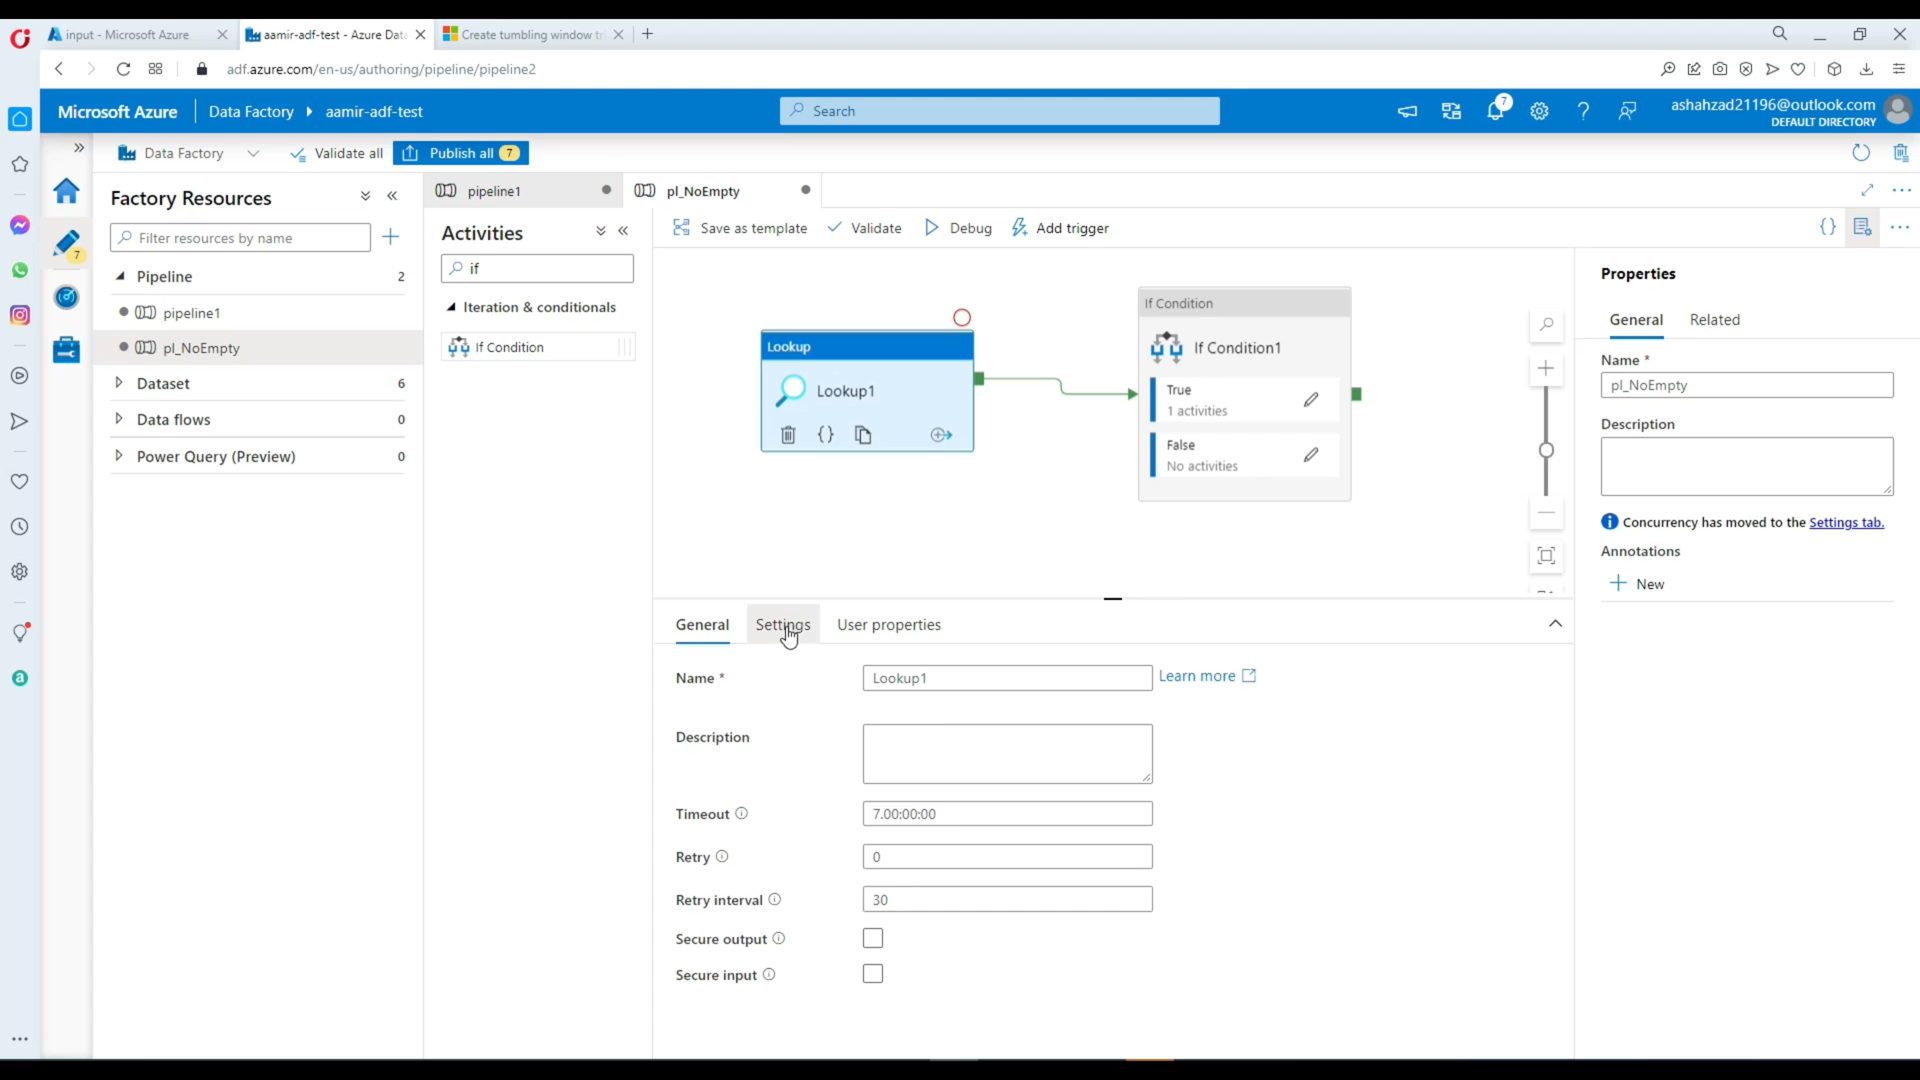 input - Microsoft Azure
aamir-adf-test - Azure Data
Create tumbling window tr
adf.azure.com/en-us/authoring/pipeline/pipeline2
Microsoft Azure
Data Factory
aamir-adf-test
Search
7
ashahzad21196@outlook.com
DEFAULT DIRECTORY
Data Factory
Validate all
Publish all
7
Factory Resources
pipeline1
pl_NoEmpty
Filter resources by name
Activities
Save as template
Validate
Debug
Add trigger
7
if
Pipeline
2
Iteration & conditionals
pipeline1
If Condition
pl_NoEmpty
Dataset
6
Data flows
0
Power Query (Preview)
0
Lookup
Lookup1
{}
If Condition
If Condition1
True
1 activities
False
No activities
{}
Properties
General
Related
Name *
pl_NoEmpty
Description
Concurrency has moved to the Settings tab.
Annotations
New
General
Settings
User properties
Name *
Lookup1
Learn more
Description
Timeout
7.00:00:00
Retry
0
Retry interval
30
Secure output
Secure input